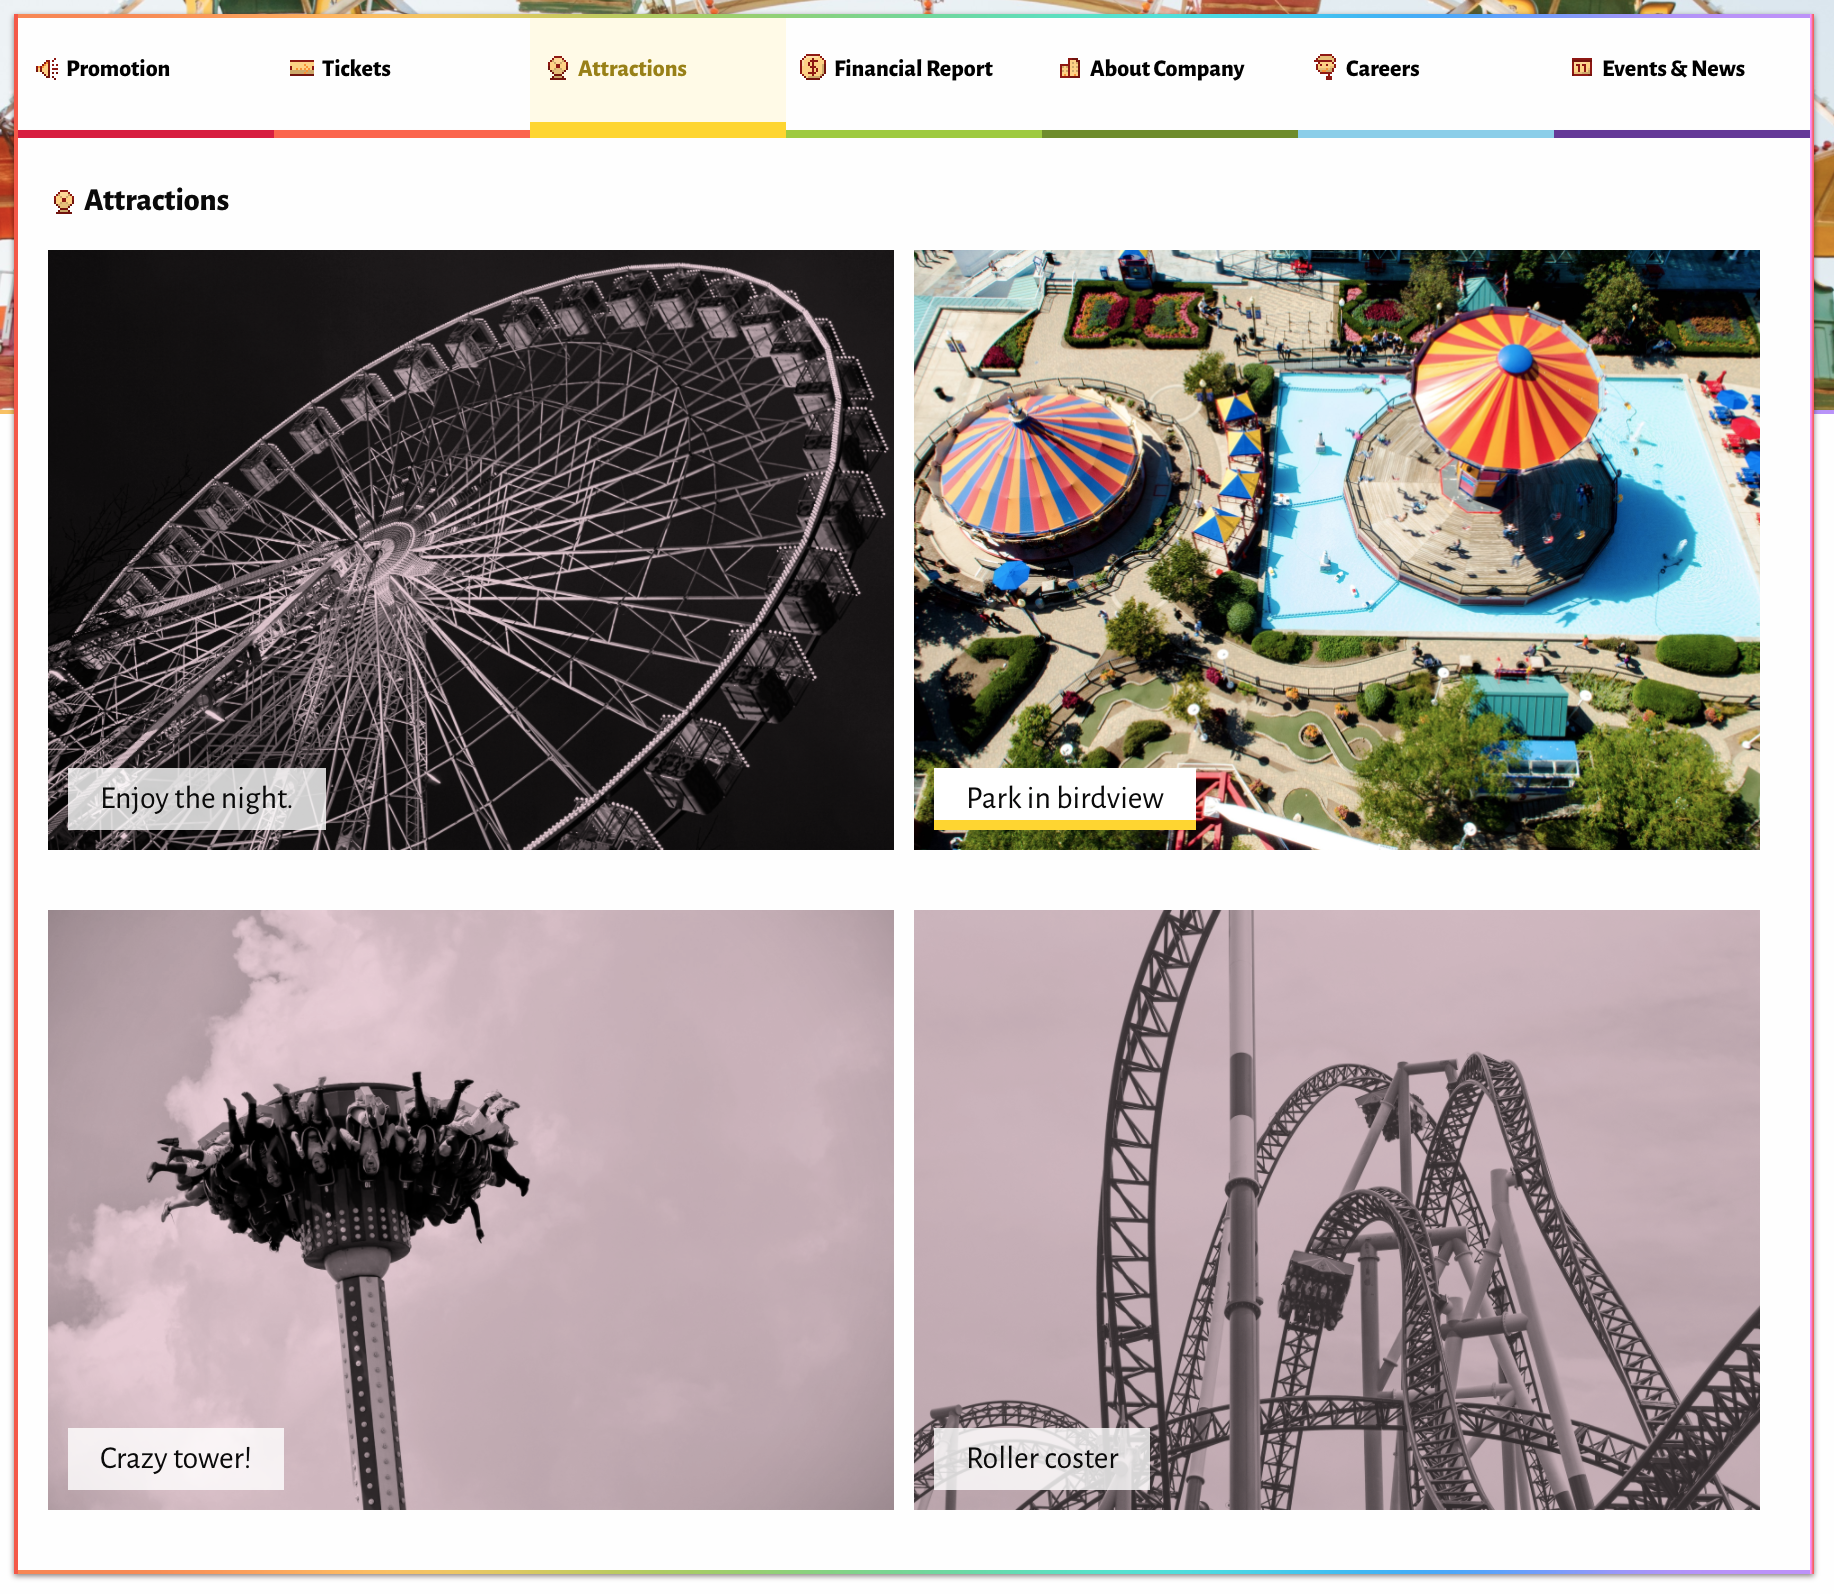 Promotion
Tickets
Attractions
Financial Report
About Company
Careers
Events & News
Attractions
Enjoy the night.
Park in birdview
Crazy tower!
Roller coster